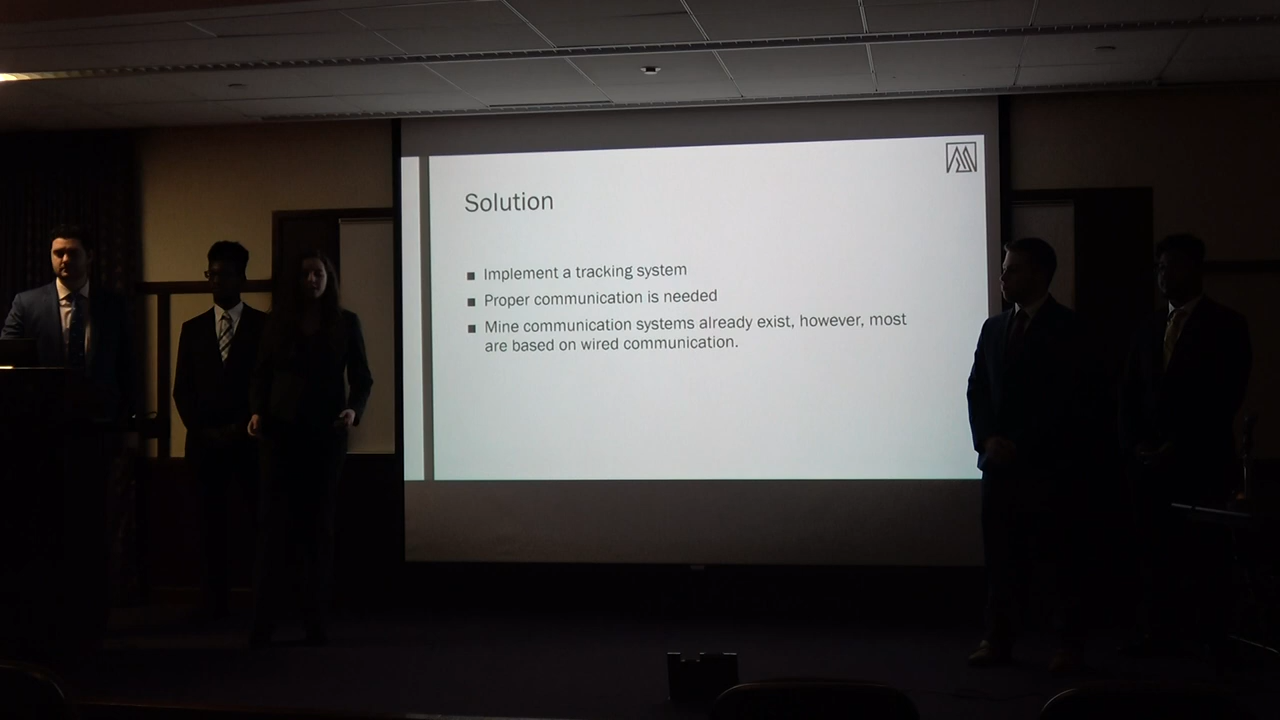 Solution
■ Implement a tracking system
■ Proper communication is needed
■ Mine communication systems already exist, however, most
are based on wired communication.